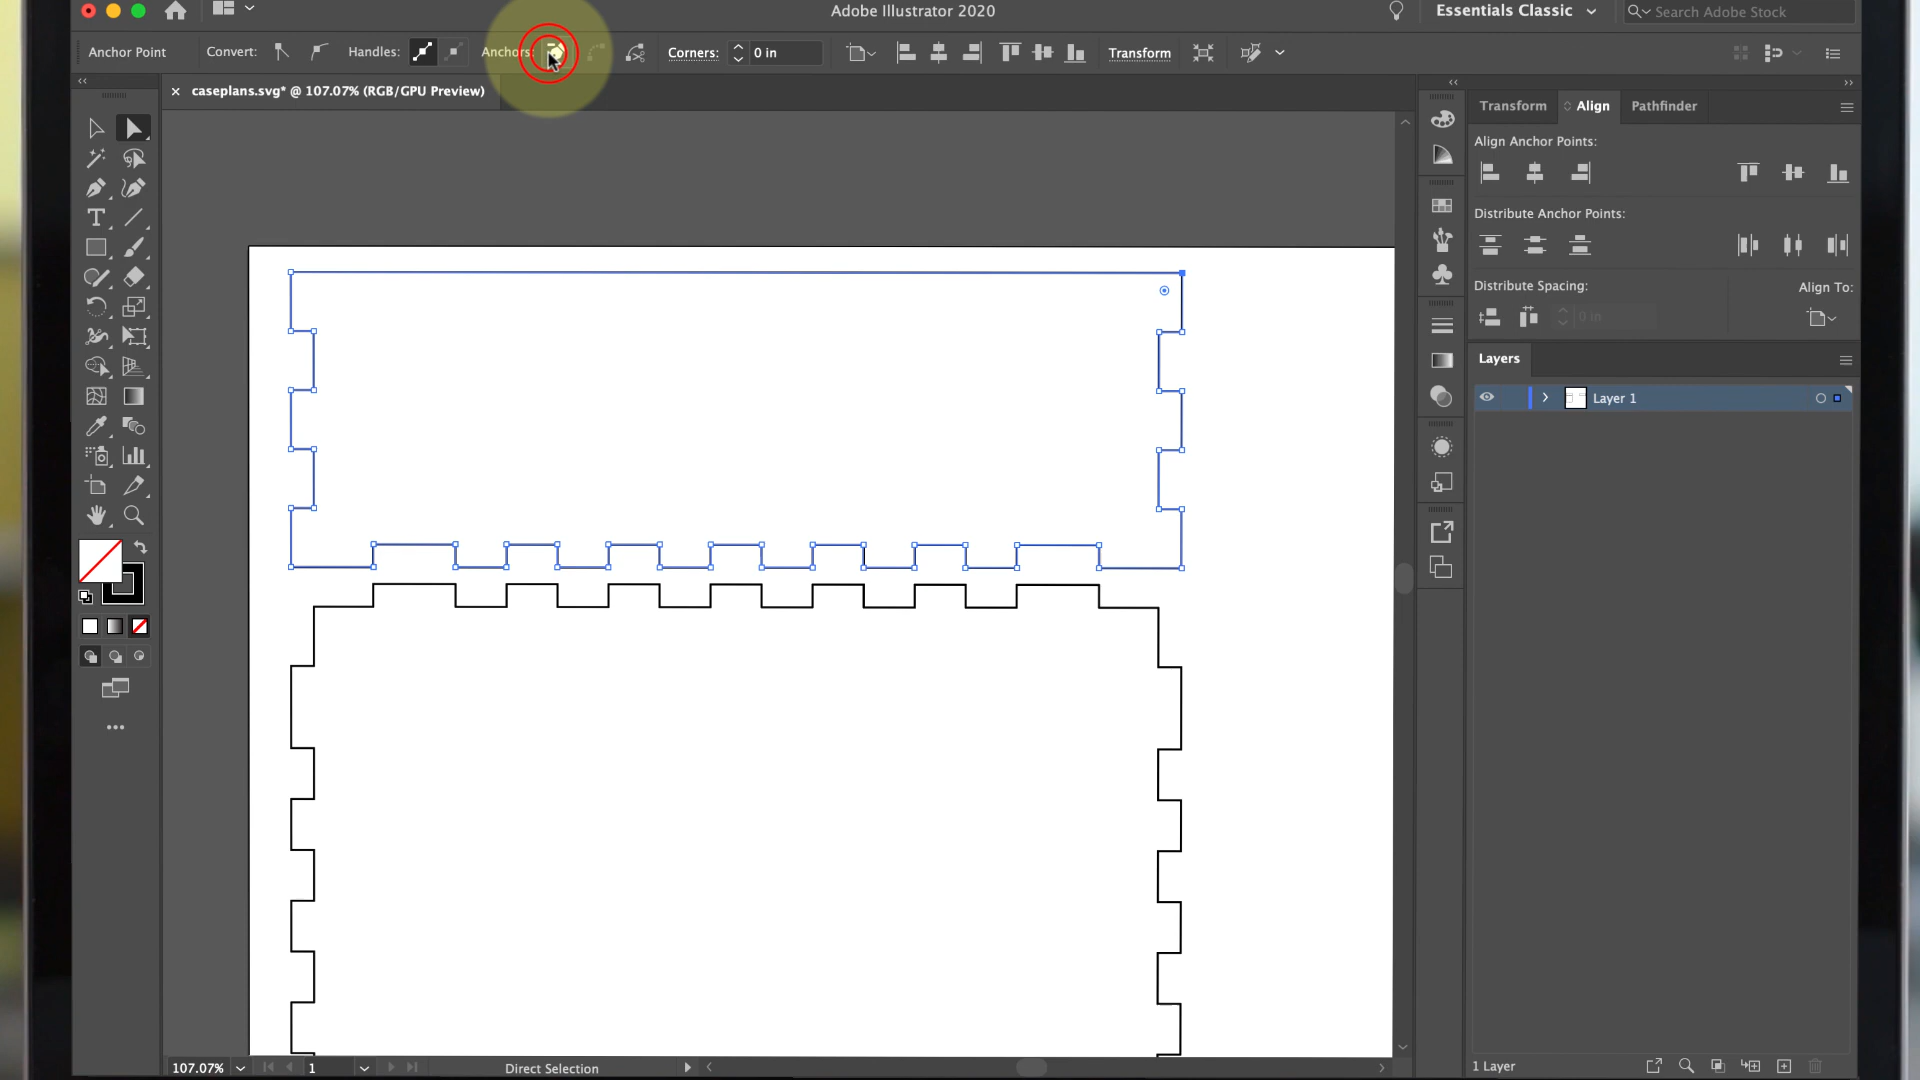 Adobe Illustrator 2020
Essentials Classic
Search Adobe Stock
Anchor Point
Convert:
Handles:
Anchors:
Corners:
0 in
Transform
caseplans.svg* @ 107.07% (RGB/GPU Preview)
Transform
Align
Pathfinder
Align Anchor Points:
Distribute Anchor Points:
Distribute Spacing:
Align To:
0 in
Layers
Layer 1
107.07%
1
Direct Selection
1 Layer